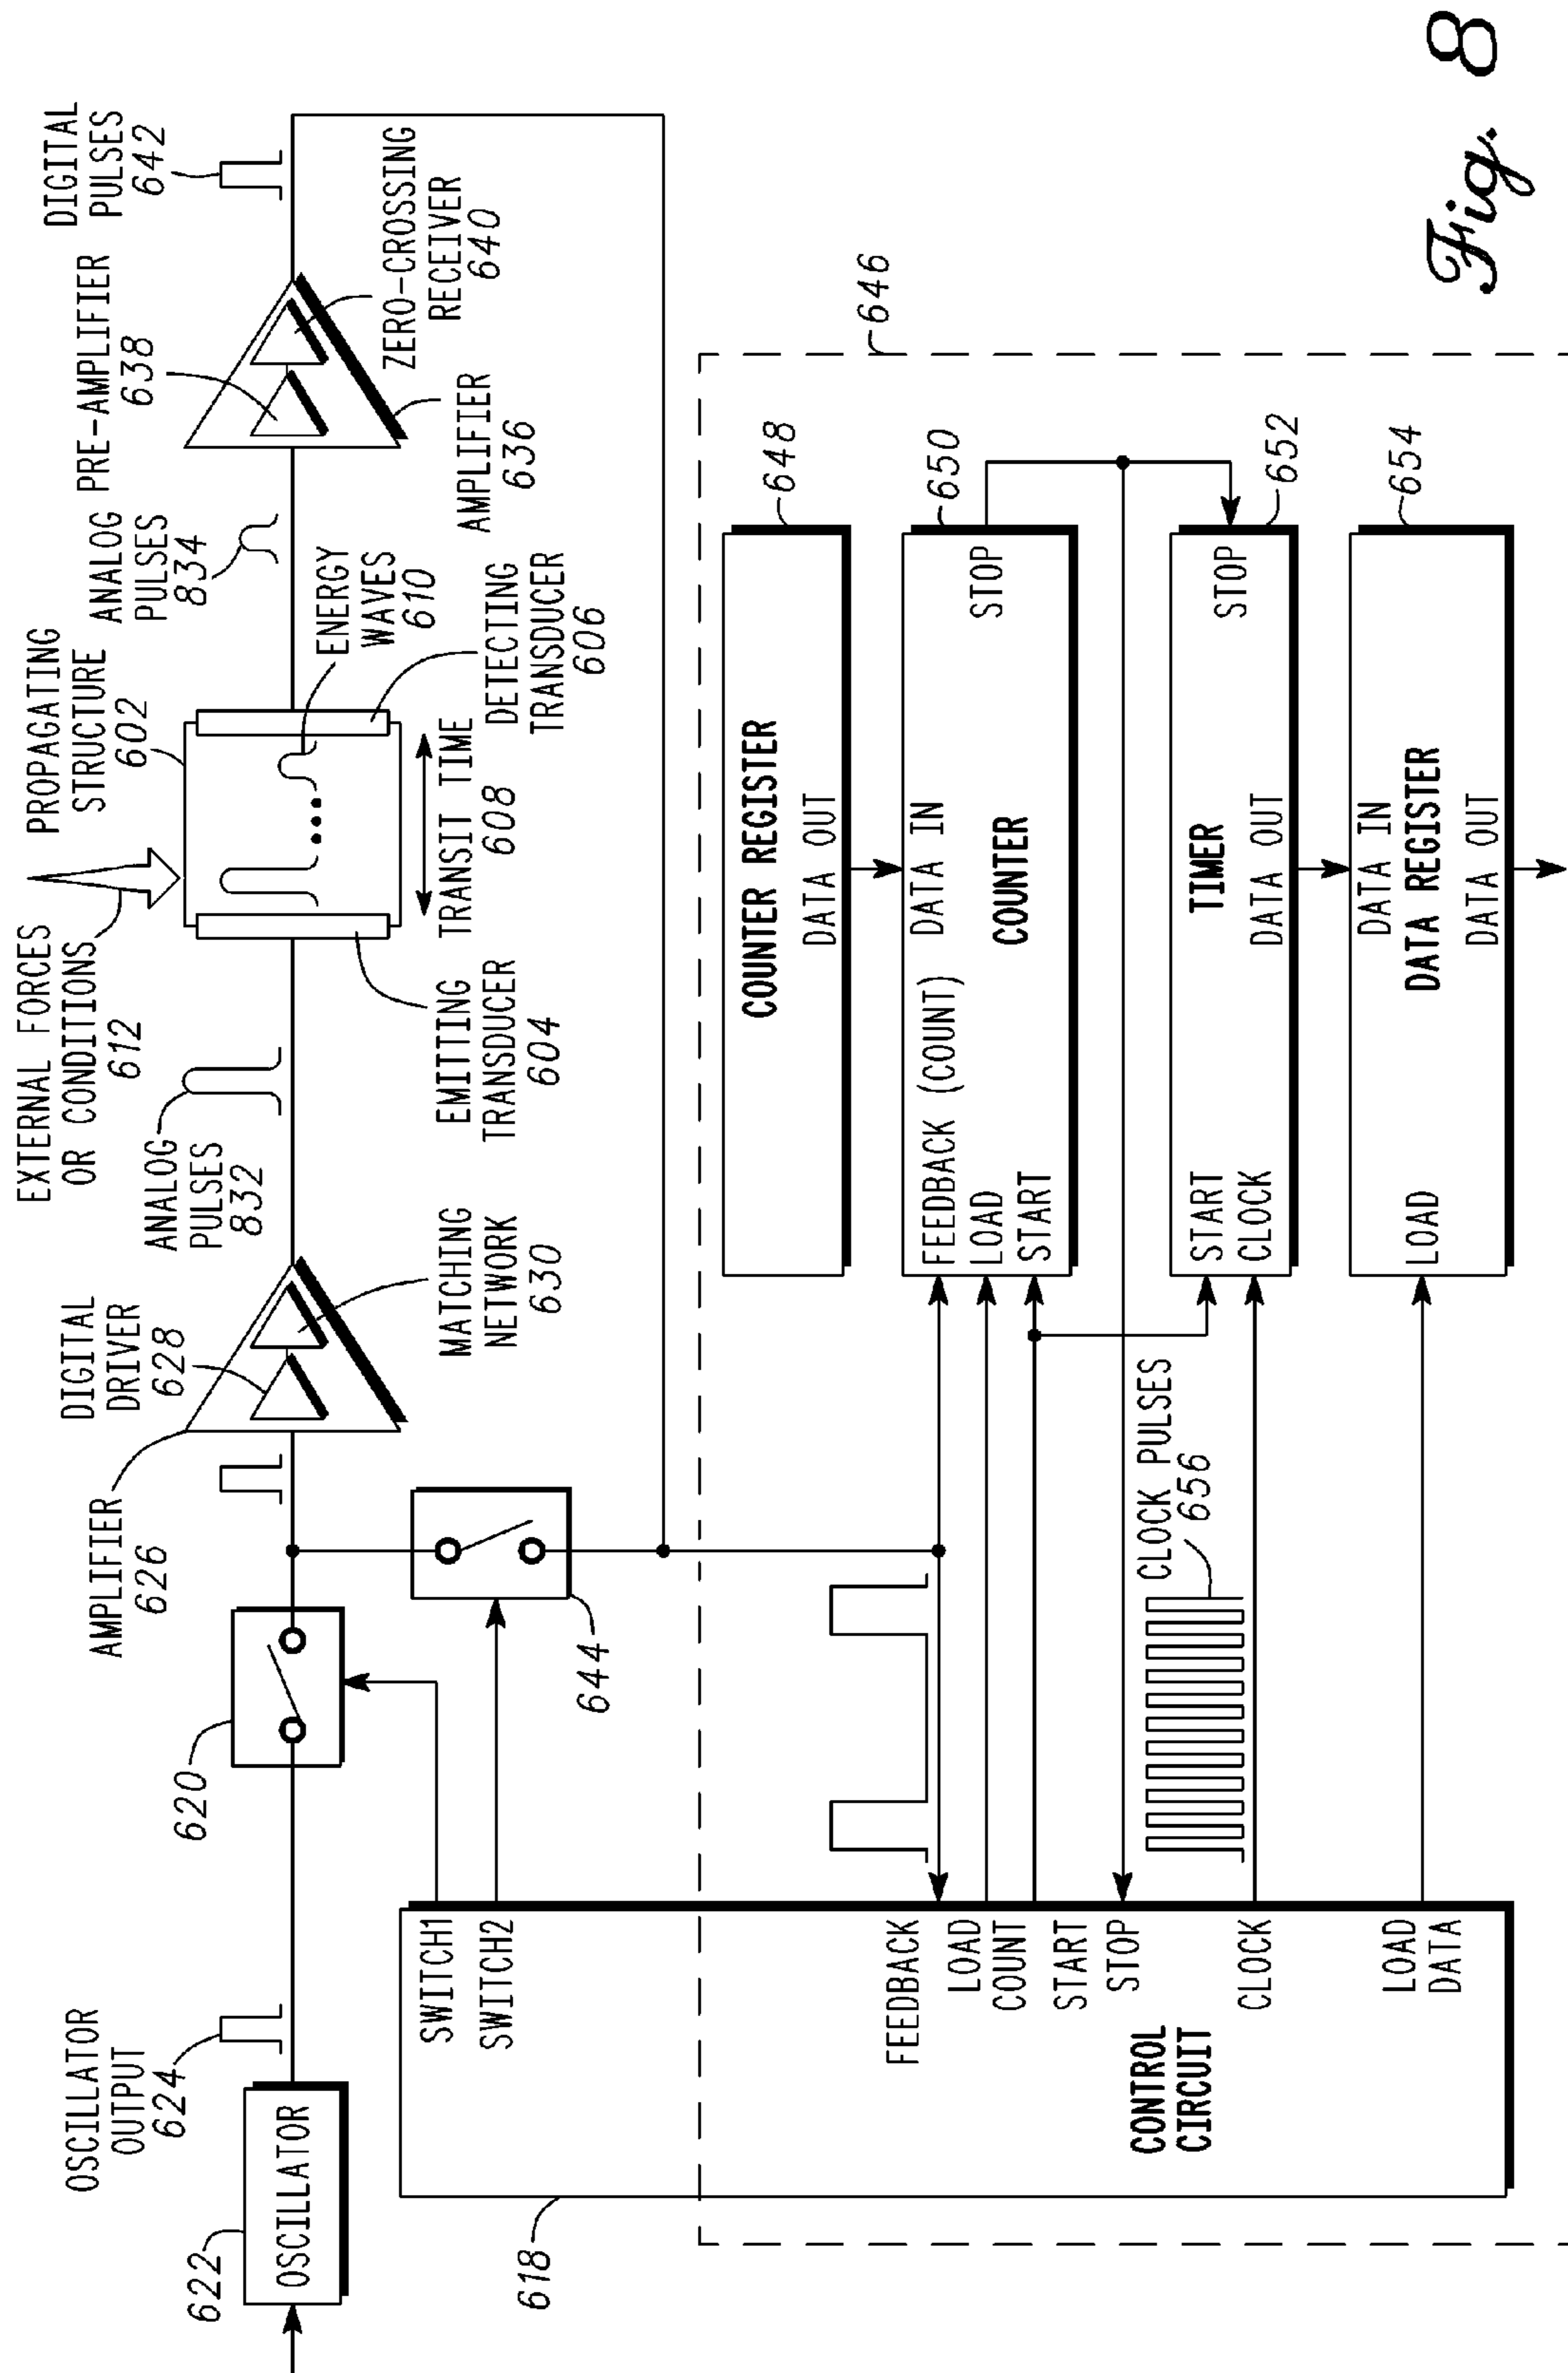 EXTERNAL FORCES
OR CONDITIONS
612
PROPAGATING
STRUCTURE
602
OSCILLATOR
OUTPUT
624
622
OSCILLATOR
620
AMPLIFIER
626
DIGITAL
DRIVER
628
MATCHING
NETWORK
630
ANALOG
PULSES
832
EMITTING
TRANSDUCER
604
TRANSIT TIME
608
ENERGY
WAVES
610
DETECTING
TRANSDUCER
606
ANALOG
PULSES
834
PRE-AMPLIFIER
638
AMPLIFIER
636
ZERO-CROSSING
RECEIVER
640
DIGITAL
PULSES
642
644
618
SWITCH1
SWITCH2
FEEDBACK
LOAD
COUNT
START
STOP
CLOCK
LOAD
DATA
CONTROL
CIRCUIT
CLOCK PULSES
656
646
COUNTER REGISTER
DATA OUT
648
FEEDBACK (COUNT)
DATA IN
LOAD
COUNTER
START
STOP
650
START
TIMER
STOP
CLOCK
DATA OUT
652
DATA IN
LOAD
DATA REGISTER
DATA OUT
654
Fig. 8